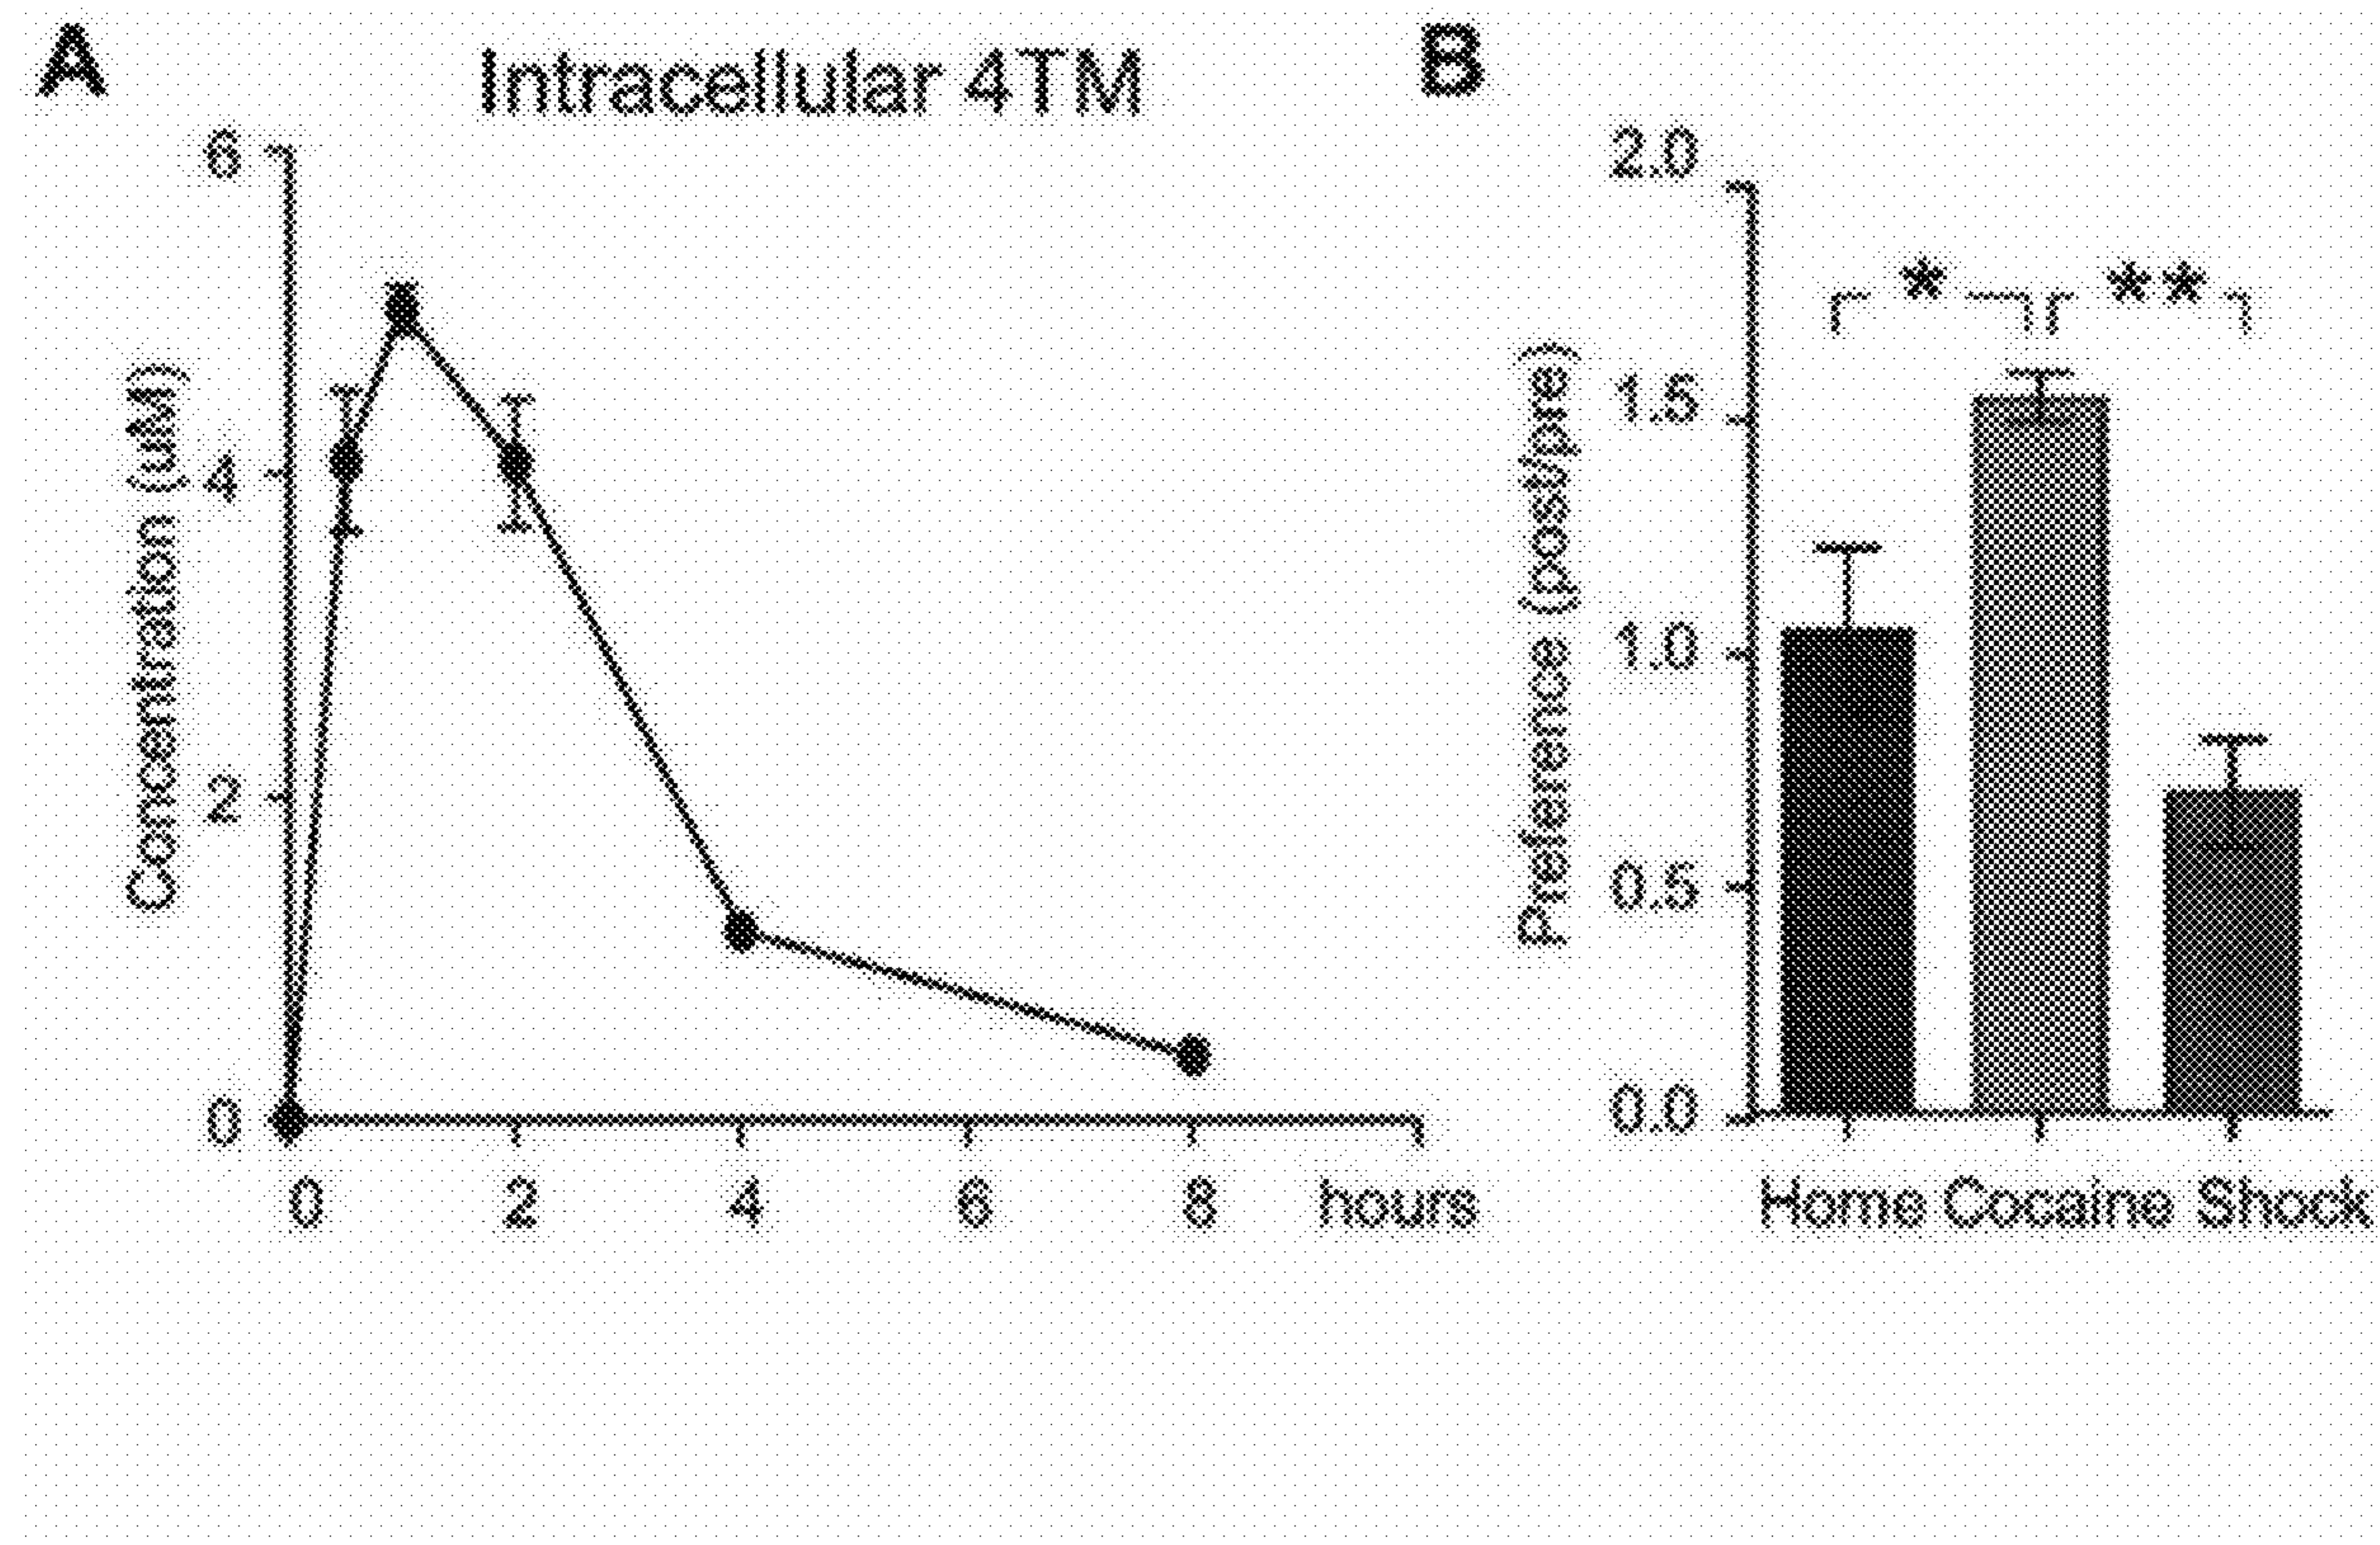 A
Intracellular 4TM
Concentration (uM)
6
4
2
0
0 2 4 6 8 hours
B
Preference (post/pre)
2.0
1.5
1.0
0.5
0.0
* **
Home Cocaine Shock